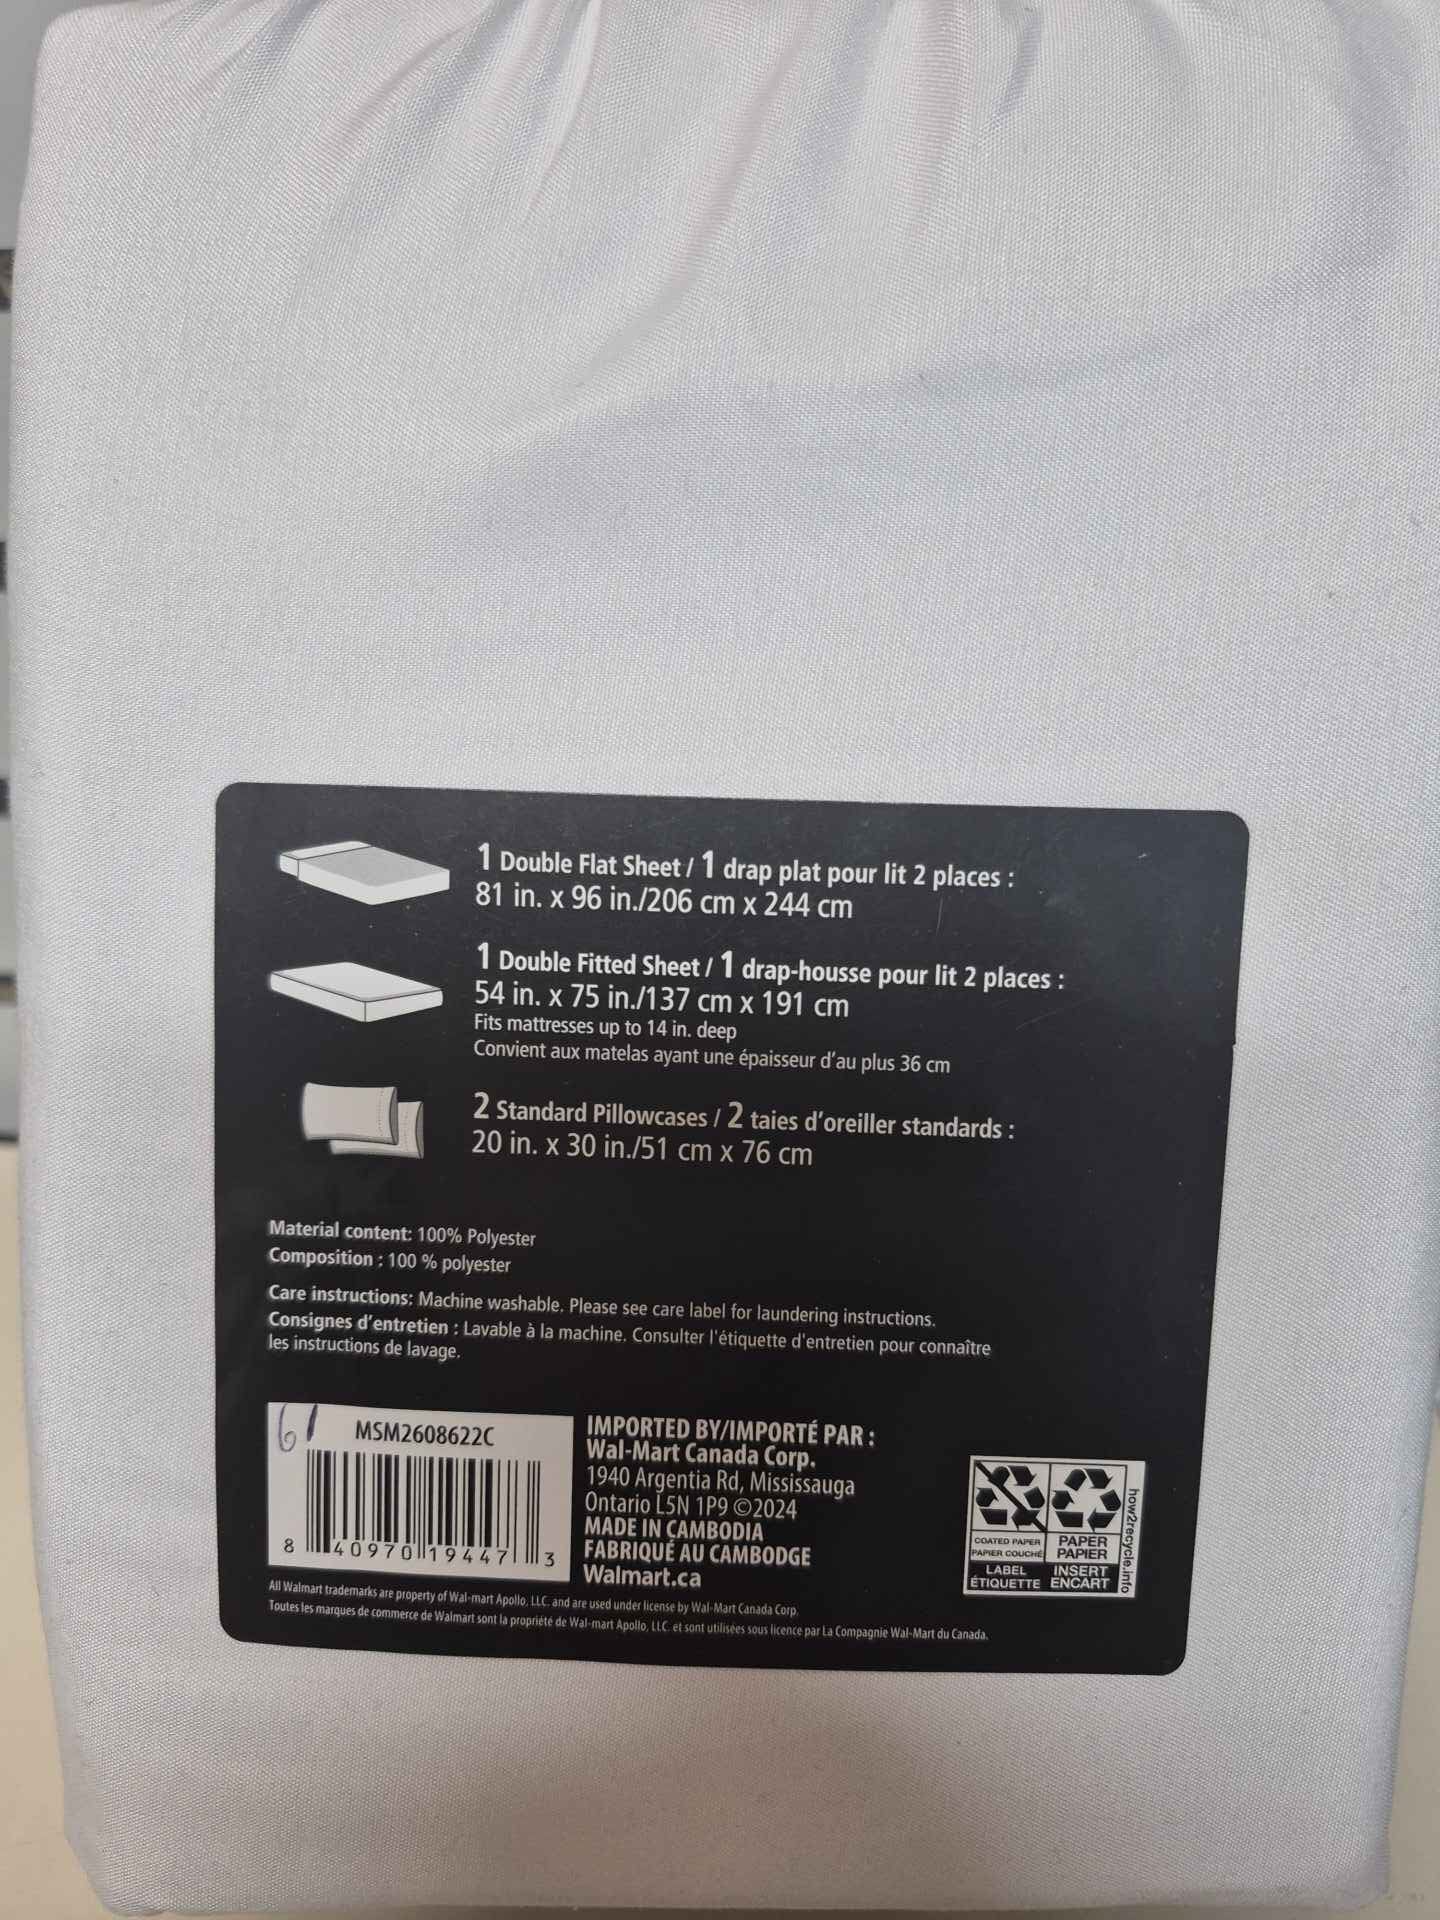 1 Double Flat Sheet / 1 drap plat pour lit 2 places :
81 in. x 96 in./206 cm x 244 cm
1 Double Fitted Sheet / 1 drap-housse pour lit 2 places :
54 in. x 75 in./137 cm x 191 cm
Fits mattresses up to 14 in. deep
Convient aux matelas ayant une épaisseur d'au plus 36 cm
2 Standard Pillowcases / 2 taies d'oreiller standards :
20 in. x 30 in./51 cm x 76 cm
Material content: 100% Polyester
Composition : 100 % polyester
Care instructions: Machine washable. Please see care label for laundering instructions.
Consignes d'entretien : Lavable à la machine. Consulter l'étiquette d'entretien pour connaître
les instructions de lavage.
61
MSM2608622C
8 40970 19447 3
IMPORTED BY/IMPORTÉ PAR :
Wal-Mart Canada Corp.
1940 Argentia Rd, Mississauga
Ontario L5N 1P9 ©2024
MADE IN CAMBODIA
FABRIQUÉ AU CAMBODGE
Walmart.ca
COATED PAPER
PAPIER COUCHÉ
LABEL
ÉTIQUETTE
PAPER
PAPIER
INSERT
ENCART
how2recycle.info
All Walmart trademarks are property of Wal-mart Apollo, LLC. and are used under license by Wal-Mart Canada Corp.
Toutes les marques de commerce de Walmart sont la propriété de Wal-mart Apollo, LLC. et sont utilisées sous licence par La Compagnie Wal-Mart du Canada.